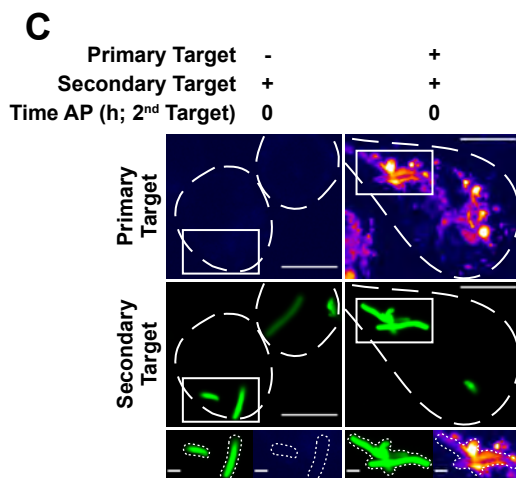 C
Primary Target - +
Secondary Target + +
Time AP (h; 2nd Target) 0 0
Primary
Target
Secondary
Target